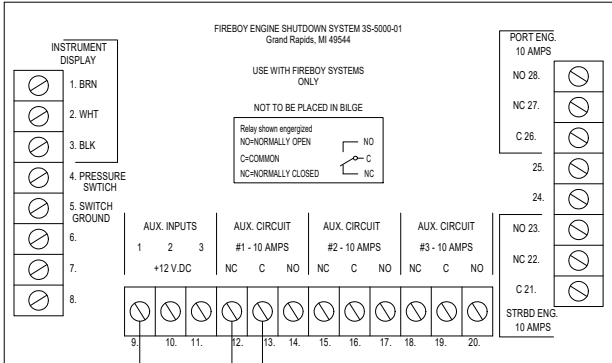 FIREBOY ENGINE SHUTDOWN SYSTEM 3S-5000-01
Grand Rapids, MI 49544
USE WITH FIREBOY SYSTEMS
ONLY
NOT TO BE PLACED IN BILGE
Relay shown engergized
NO=NORMALLY OPEN
C=COMMON
NC=NORMALLY CLOSED
NO
C
NC
INSTRUMENT
DISPLAY
1. BRN
2. WHT
3. BLK
4. PRESSURE
SWTICH
5. SWITCH
GROUND
6.
7.
8.
AUX. INPUTS
1 2 3
+12 V.DC
AUX. CIRCUIT
#1 - 10 AMPS
NC C NO
AUX. CIRCUIT
#2 - 10 AMPS
NC C NO
AUX. CIRCUIT
#3 - 10 AMPS
NC C NO
9. 10. 11. 12. 13. 14. 15. 16. 17. 18. 19. 20.
PORT ENG.
10 AMPS
NO 28.
NC 27.
C 26.
25.
24.
NO 23.
NC 22.
C 21.
STRBD ENG.
10 AMPS